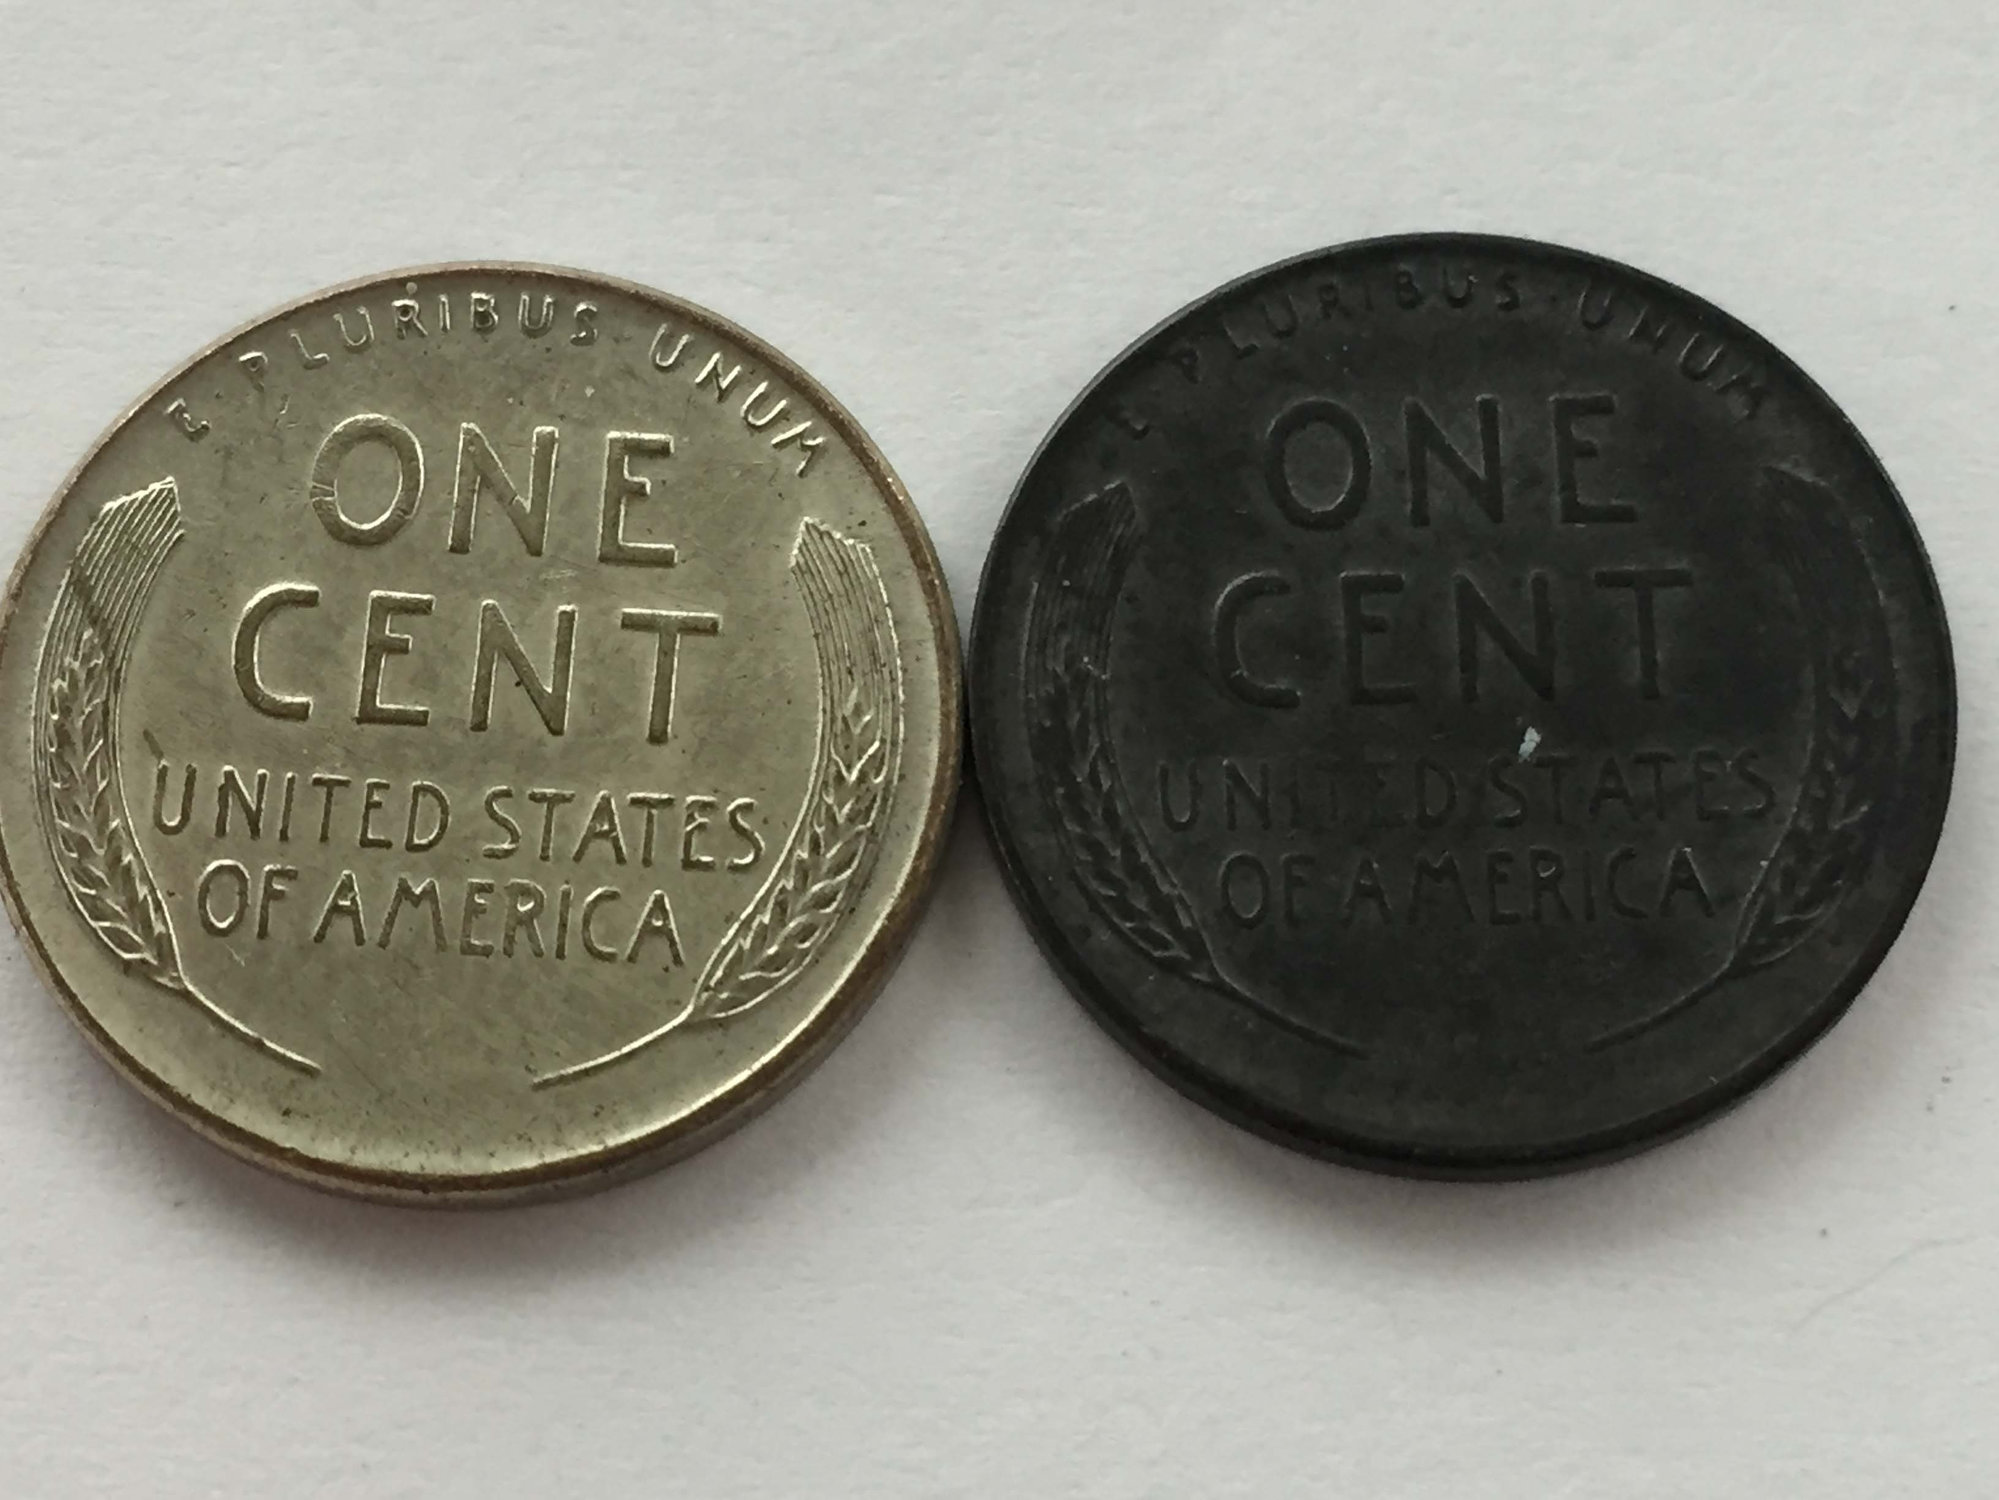 E · PLURIBUS · UNUM
ONE
CENT
UNITED STATES
OF AMERICA
E · PLURIBUS · UNUM
ONE
CENT
UNITED STATES
OF AMERICA